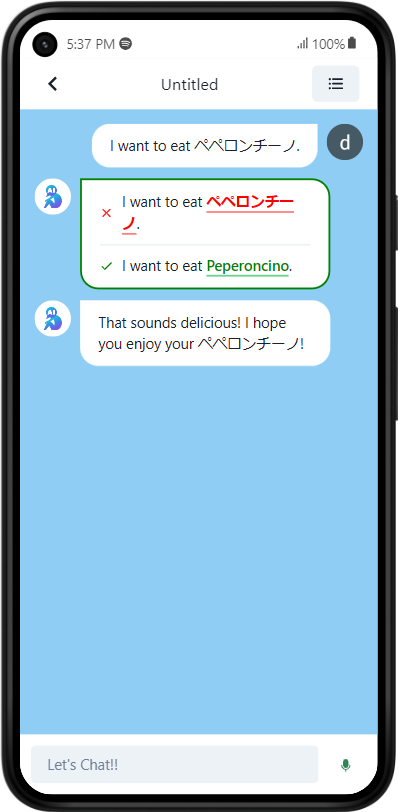 5:37 PM
100%
Untitled
I want to eat ペペロンチーノ.
d
I want to eat ペペロンチー
ノ.
I want to eat Peperoncino.
That sounds delicious! I hope
you enjoy your ペペロンチーノ!
Let's Chat!!